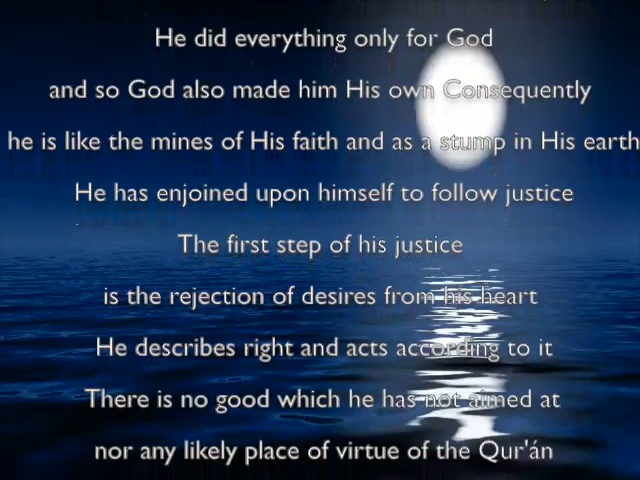 He did everything only for God
and so God also made him His own Consequently
he is like the mines of His faith and as a stump in His earth
He has enjoined upon himself to follow justice
The first step of his justice
is the rejection of desires from his heart
He describes right and acts according to it
There is no good which he has not aimed at
nor any likely place of virtue of the Qur'án